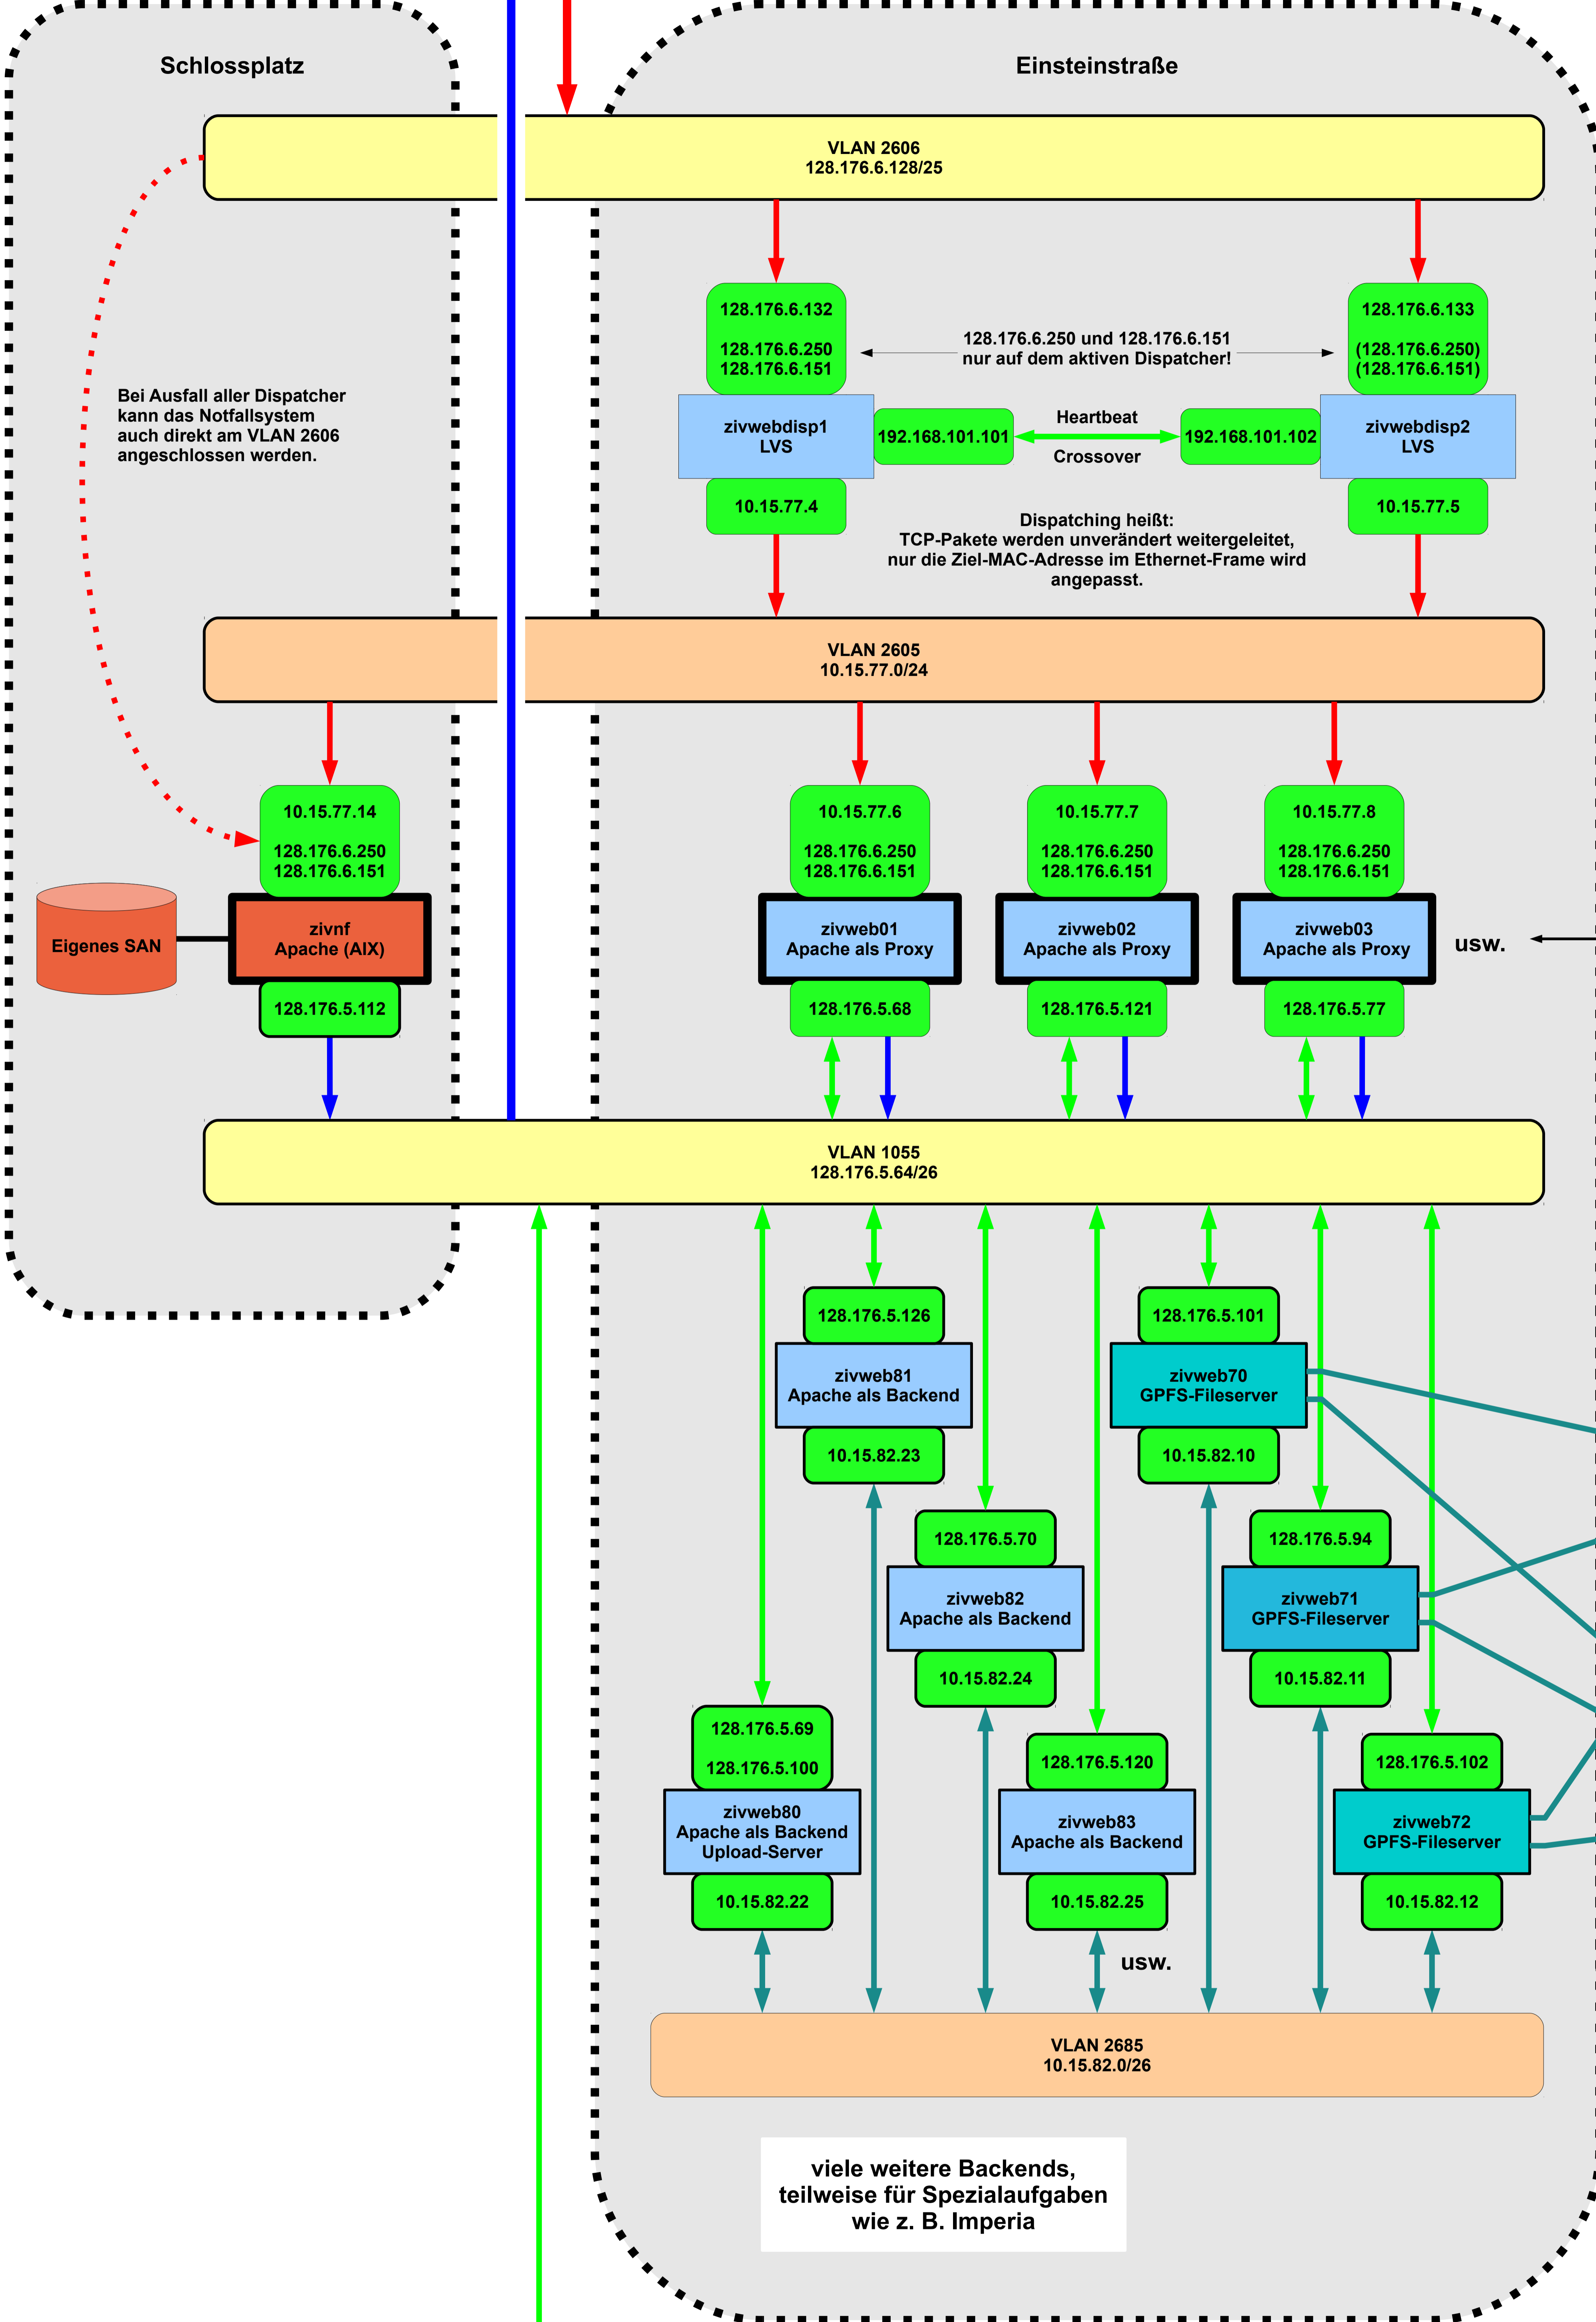 Schlossplatz
Einsteinstraße
VLAN 2606
128.176.6.128/25
128.176.6.132
128.176.6.250
128.176.6.151
128.176.6.250 und 128.176.6.151
nur auf dem aktiven Dispatcher!
128.176.6.133
(128.176.6.250)
(128.176.6.151)
Bei Ausfall aller Dispatcher
kann das Notfallsystem
auch direkt am VLAN 2606
angeschlossen werden.
zivwebdisp1
LVS
192.168.101.101
Heartbeat
Crossover
192.168.101.102
zivwebdisp2
LVS
10.15.77.4
10.15.77.5
Dispatching heißt:
TCP-Pakete werden unverändert weitergeleitet,
nur die Ziel-MAC-Adresse im Ethernet-Frame wird
angepasst.
VLAN 2605
10.15.77.0/24
10.15.77.14
128.176.6.250
128.176.6.151
10.15.77.6
128.176.6.250
128.176.6.151
10.15.77.7
128.176.6.250
128.176.6.151
10.15.77.8
128.176.6.250
128.176.6.151
Eigenes SAN
zivnf
Apache (AIX)
zivweb01
Apache als Proxy
zivweb02
Apache als Proxy
zivweb03
Apache als Proxy
usw.
128.176.5.112
128.176.5.68
128.176.5.121
128.176.5.77
VLAN 1055
128.176.5.64/26
128.176.5.126
zivweb81
Apache als Backend
10.15.82.23
128.176.5.101
zivweb70
GPFS-Fileserver
10.15.82.10
128.176.5.70
zivweb82
Apache als Backend
10.15.82.24
128.176.5.94
zivweb71
GPFS-Fileserver
10.15.82.11
128.176.5.69
128.176.5.100
zivweb80
Apache als Backend
Upload-Server
10.15.82.22
128.176.5.120
zivweb83
Apache als Backend
10.15.82.25
128.176.5.102
zivweb72
GPFS-Fileserver
10.15.82.12
usw.
VLAN 2685
10.15.82.0/26
viele weitere Backends,
teilweise für Spezialaufgaben
wie z. B. Imperia